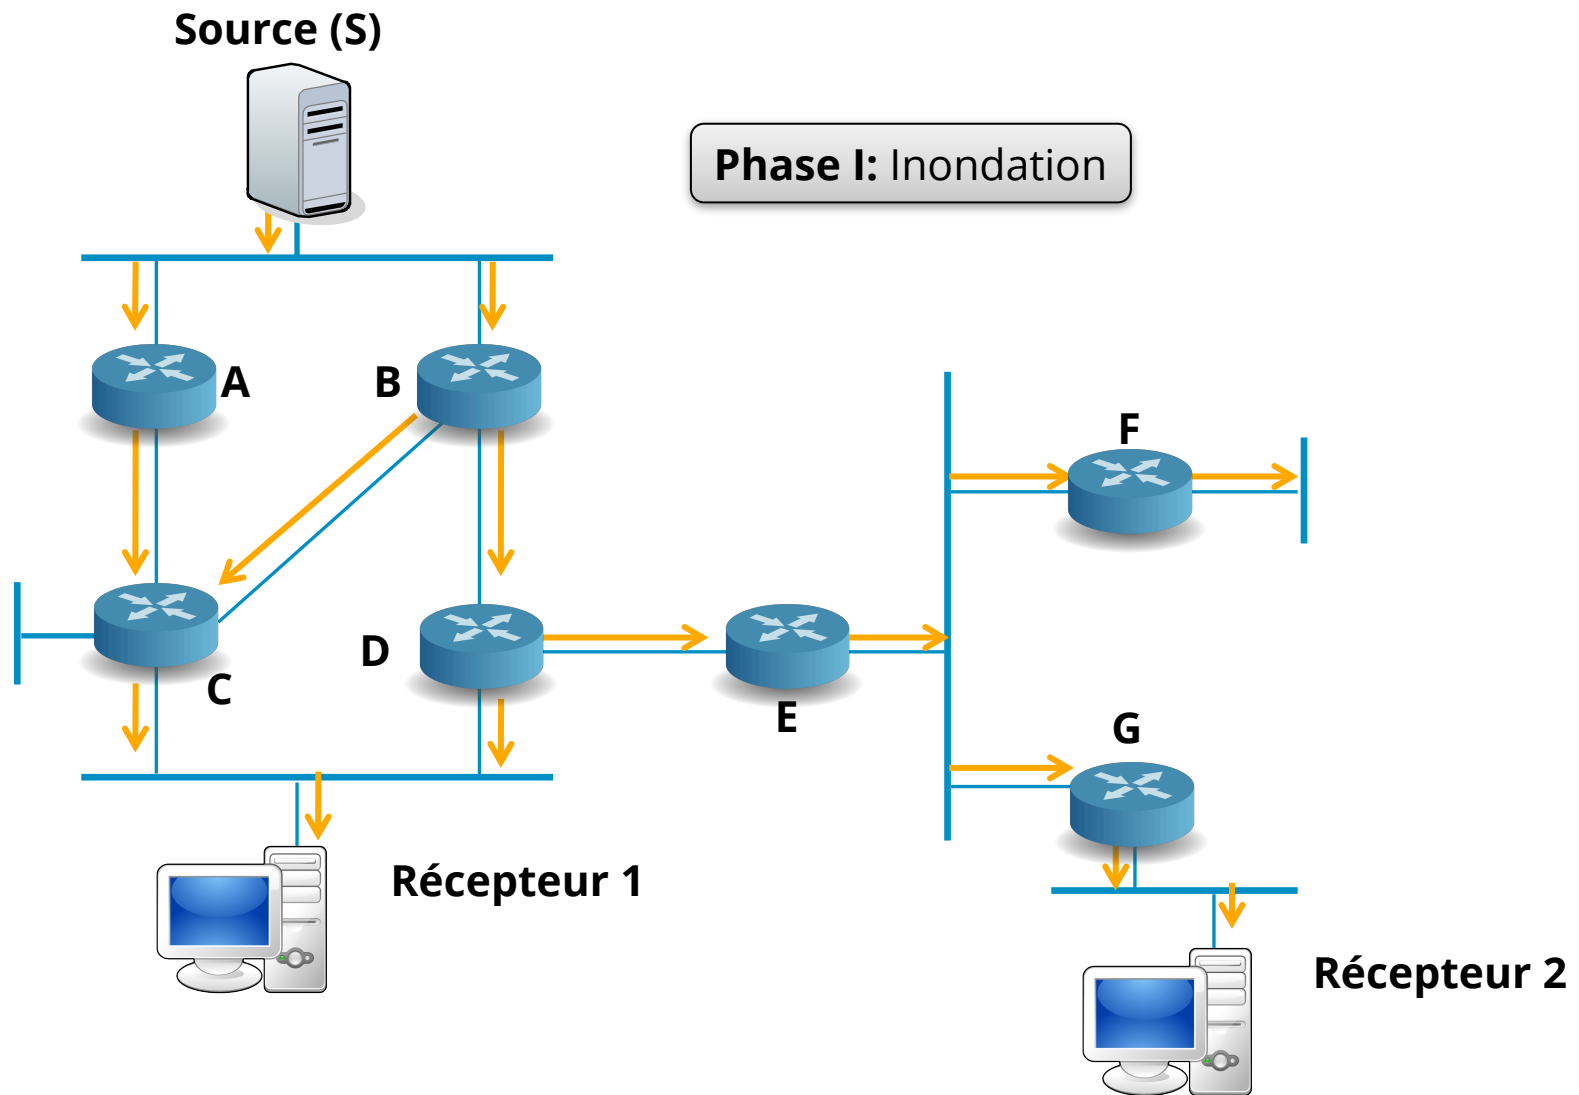 Source (S)
Phase I: Inondation
A
B
F
D
C
E
G
Récepteur 1
Récepteur 2